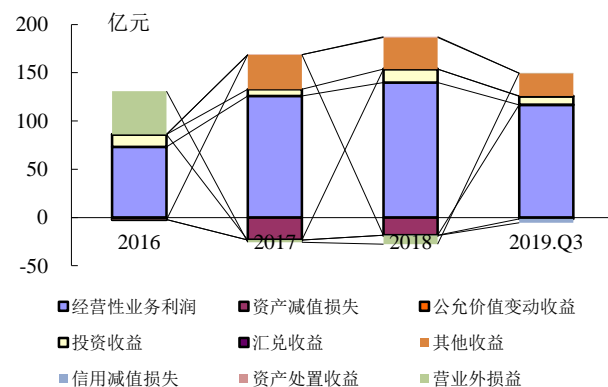 亿元
200
150
100
50
0
-50
2016 2017 2018 2019.Q3
经营性业务利润 资产减值损失 公允价值变动收益
投资收益 汇兑收益 其他收益
信用减值损失 资产处置收益 营业外损益